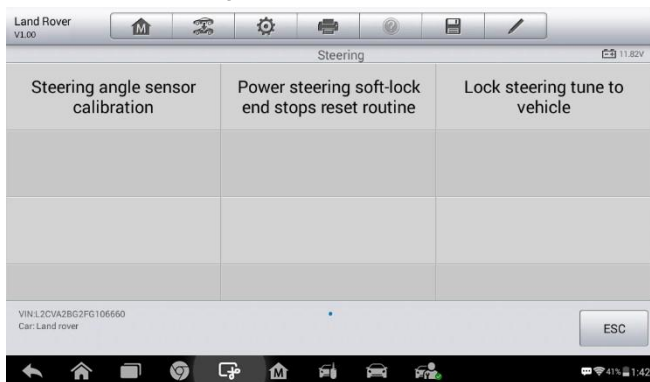 Land Rover
V1.00
M
?
Steering
11.82V
Steering angle sensor
calibration
Power steering soft-lock
end stops reset routine
Lock steering tune to
vehicle
VIN:L2CVA2BG2FG106660
Car: Land rover
ESC
M
41%
1:42